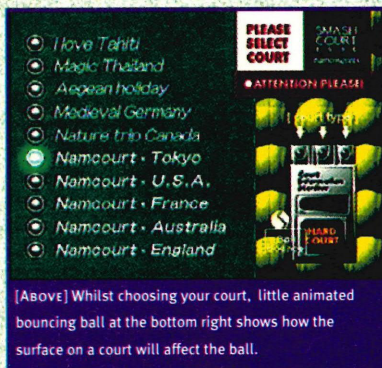 I love Tahiti
Magic Thailand
Aegean holiday
Medieval Germany
Nature trip Canada
Namcourt • Tokyo
Namcourt • U.S.A.
Namcourt • France
Namcourt • Australia
Namcourt • England
PLEASE
SELECT
COURT
SMASH
COURT
ATTENTION PLEASE!
[court type]
Court
HARD
COURT
[ABOVE] Whilst choosing your court, little animated
bouncing ball at the bottom right shows how the
surface on a court will affect the ball.